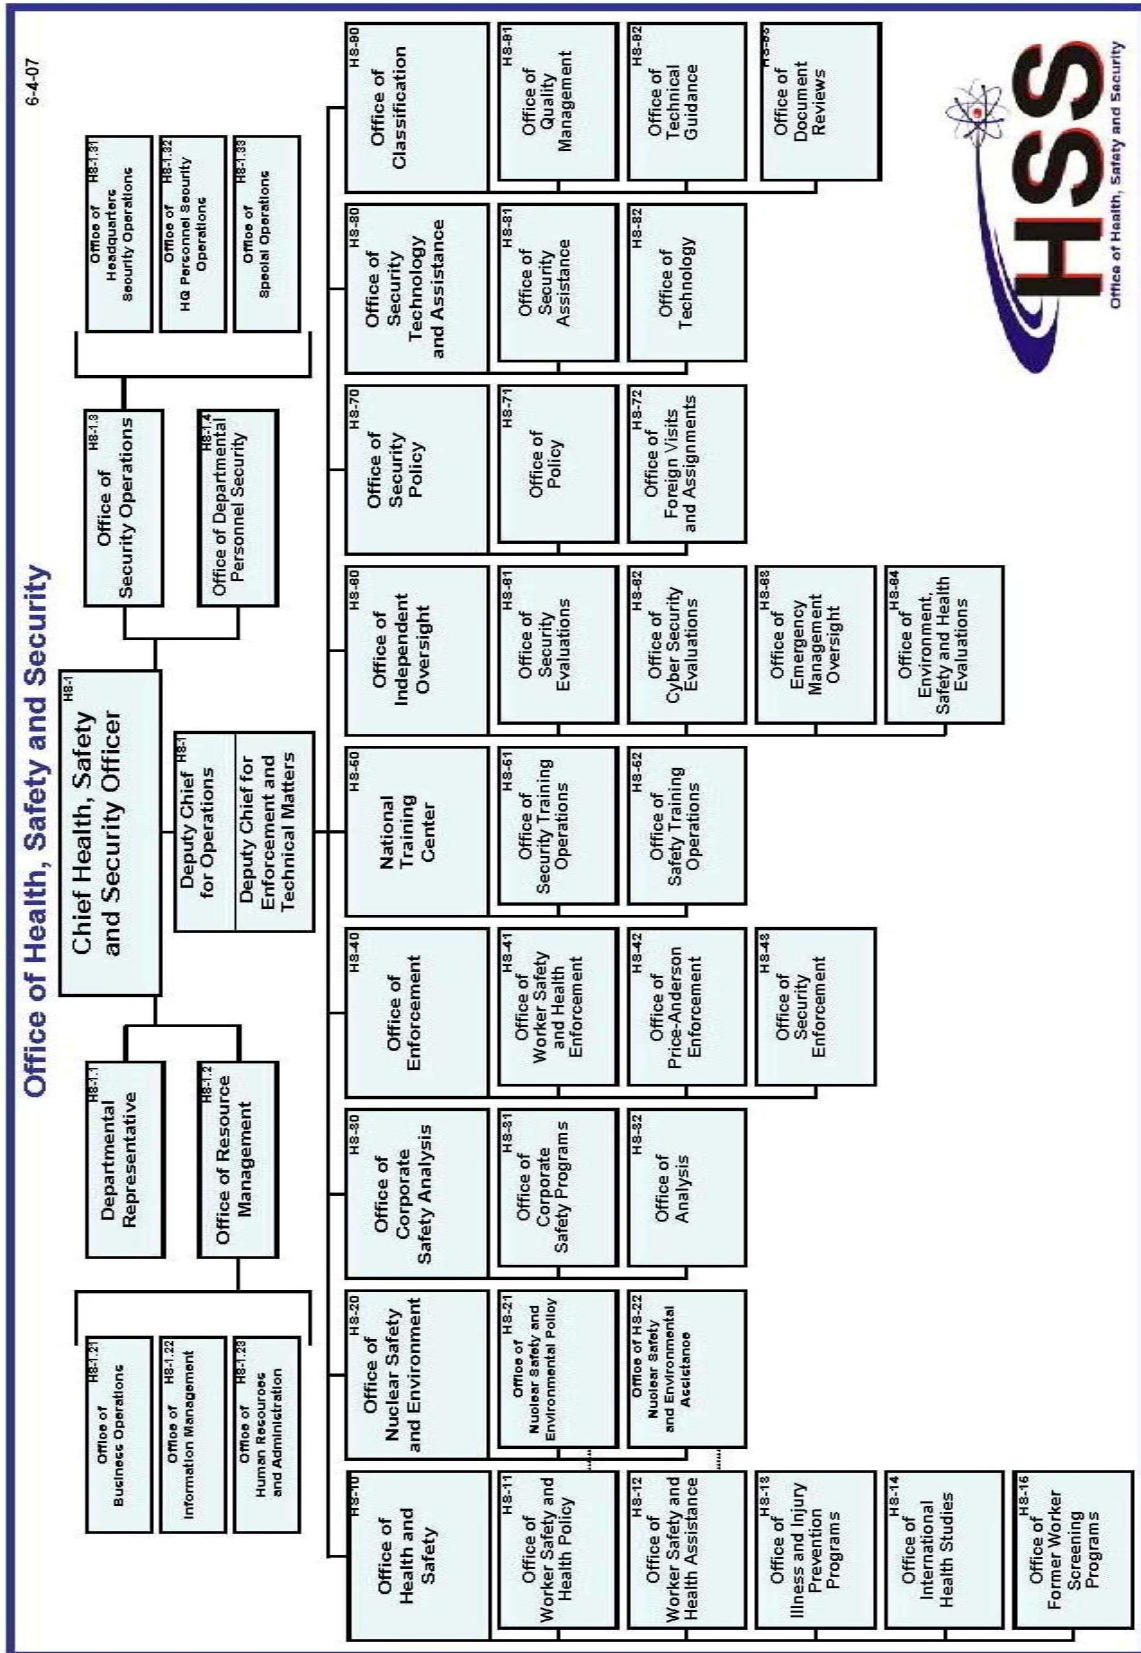 Office of Health, Safety and Security
6-4-07
HS-1
Chief Health, Safety
and Security Officer
HS-1
Deputy Chief
for Operations
Deputy Chief for
Enforcement and
Technical Matters
HS-1.1
Departmental
Representative
HS-1.2
Office of Resource
Management
HS-1.21
Office of
Business Operations
HS-1.22
Office of
Information Management
HS-1.23
Office of
Human Resources
and Administration
HS-1.3
Office of
Security Operations
HS-1.4
Office of Departmental
Personnel Security
Office of HS-1.31
Headquarters
Security Operations
Office of HS-1.32
HQ Personnel Security
Operations
Office of HS-1.33
Special Operations
HS-10
Office of
Health and
Safety
HS-11
Office of
Worker Safety and
Health Policy
HS-12
Office of
Worker Safety and
Health Assistance
HS-13
Office of
Illness and Injury
Prevention
Programs
HS-14
Office of
International
Health Studies
Office of
Former Worker
Screening
Programs
HS-20
Office of
Nuclear Safety
and Environment
HS-21
Office of
Nuclear Safety and
Environmental Policy
Office of HS-22
Nuclear Safety
and Environmental
Assistance
HS-30
Office of
Corporate
Safety Analysis
HS-31
Office of
Corporate
Safety Programs
HS-32
Office of
Analysis
HS-40
Office of
Enforcement
HS-41
Office of
Worker Safety
and Health
Enforcement
HS-42
Office of
Price-Anderson
Enforcement
HS-43
Office of
Security
Enforcement
HS-50
National
Training
Center
HS-51
Office of
Security Training
Operations
HS-52
Office of
Safety Training
Operations
HS-60
Office of
Independent
Oversight
HS-61
Office of
Security
Evaluations
HS-62
Office of
Cyber Security
Evaluations
HS-63
Office of
Emergency
Management
Oversight
HS-64
Office of
Environment,
Safety and Health
Evaluations
HS-70
Office of
Security
Policy
HS-71
Office of
Policy
HS-72
Office of
Foreign Visits
and Assignments
HS-80
Office of
Security
Technology
and Assistance
HS-81
Office of
Security
Assistance
HS-82
Office of
Technology
HS-90
Office of
Classification
HS-91
Office of
Quality
Management
HS-92
Office of
Technical
Guidance
Office of
Document
Reviews
HSS
Office of Health, Safety and Security